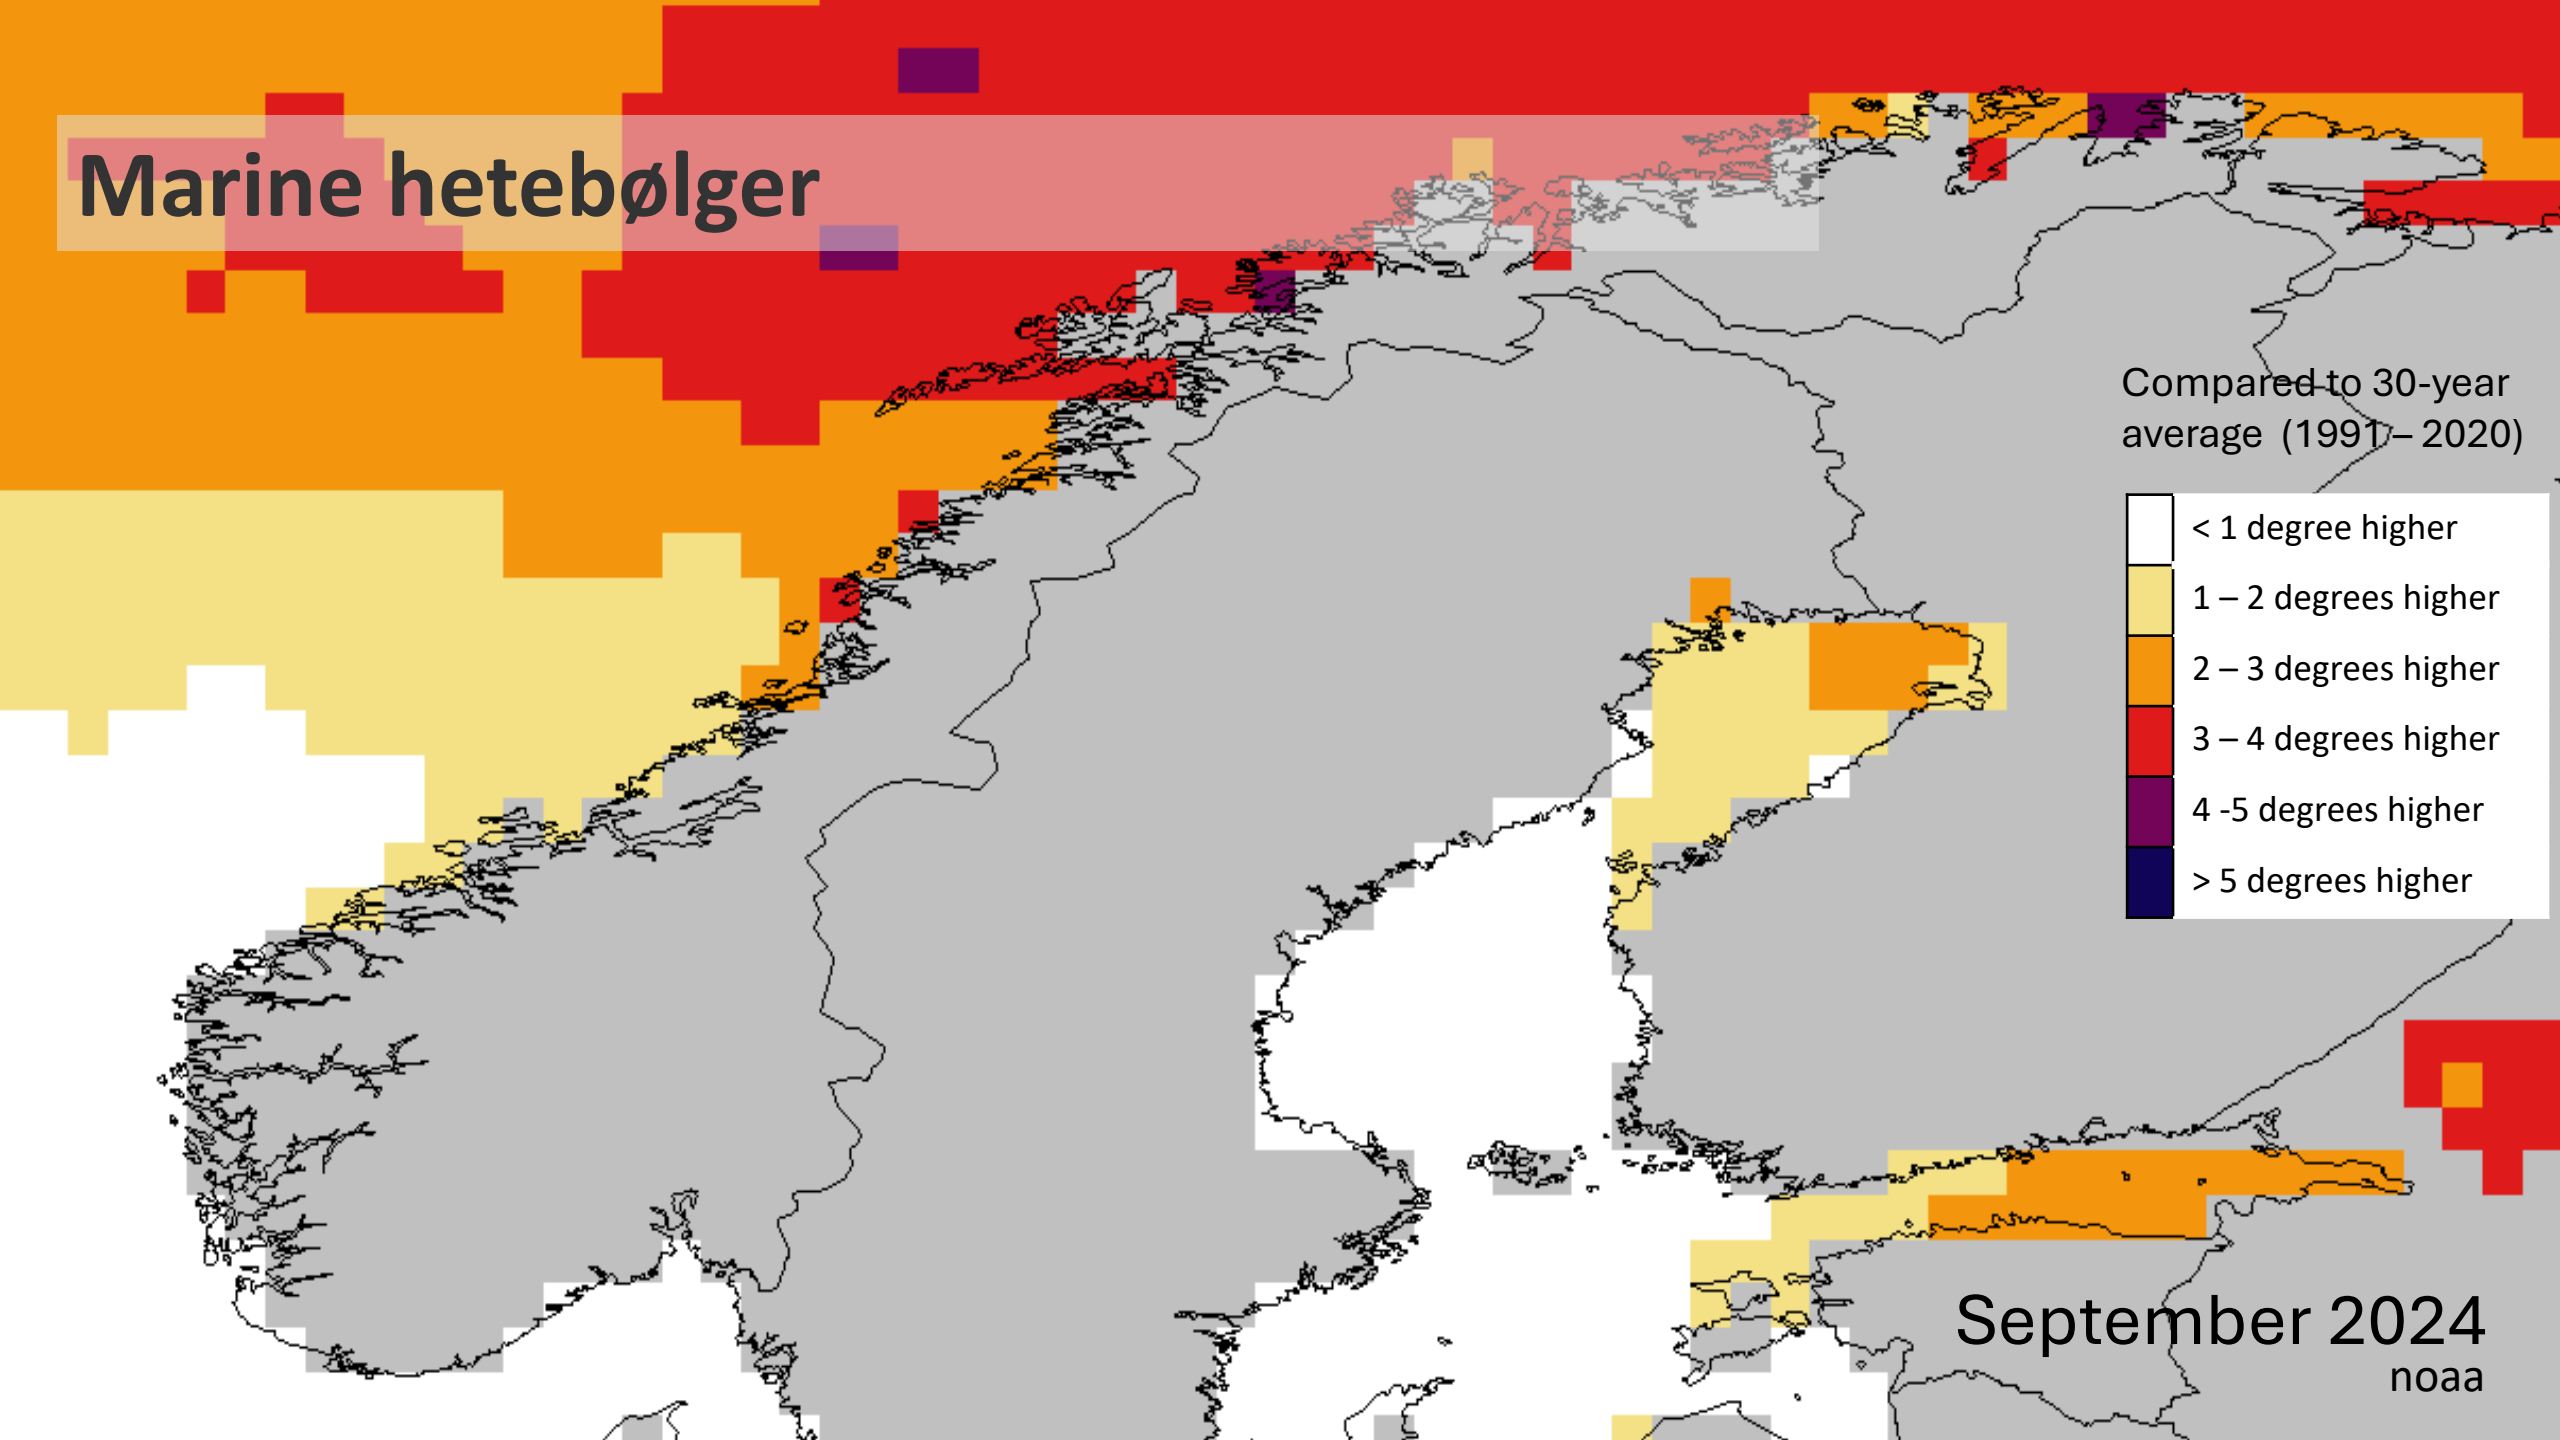 Marine hetebølger
Compared to 30-year
average (1991 – 2020)
< 1 degree higher
1 – 2 degrees higher
2 – 3 degrees higher
3 – 4 degrees higher
4 -5 degrees higher
> 5 degrees higher
September 2024
noaa